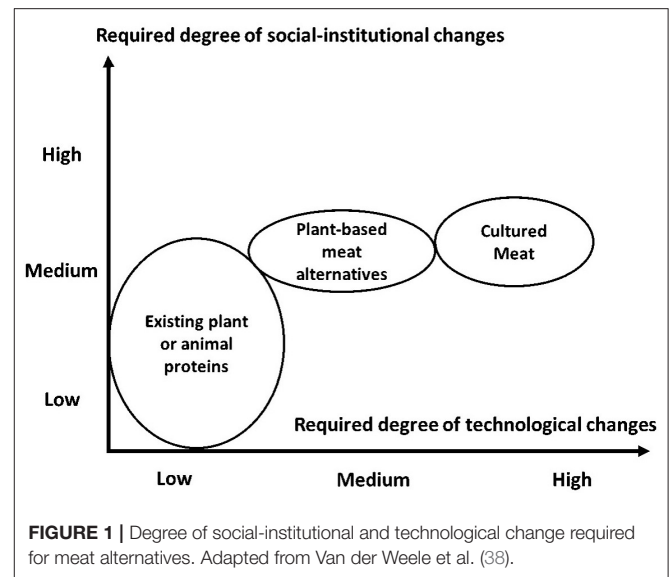 Required degree of social-institutional changes
High
Medium
Low
Existing plant
or animal
proteins
Plant-based
meat
alternatives
Cultured
Meat
Required degree of technological changes
Low
Medium
High
FIGURE 1 | Degree of social-institutional and technological change required
for meat alternatives. Adapted from Van der Weele et al. (38).